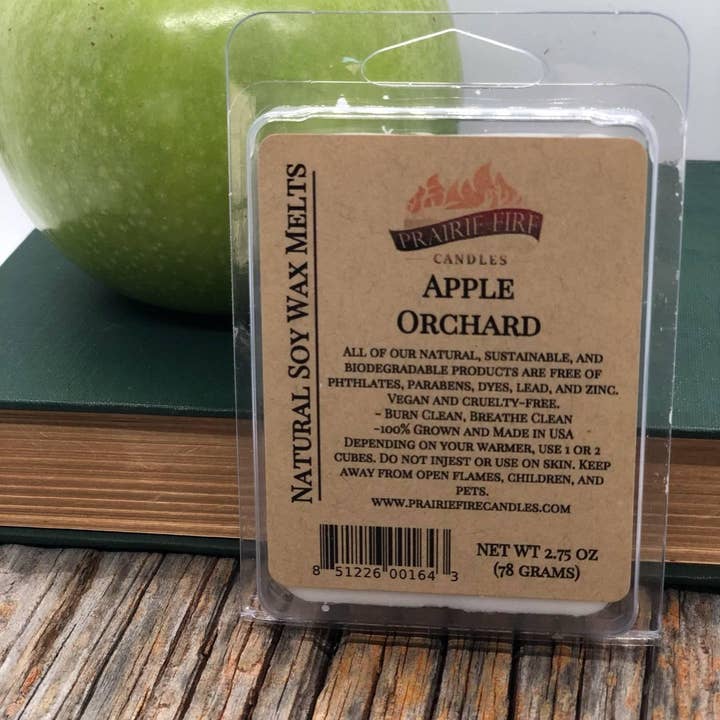 NATURAL SOY WAX MELTS
PRAIRIE FIRE
CANDLES
APPLE
ORCHARD
ALL OF OUR NATURAL, SUSTAINABLE, AND
BIODEGRADABLE PRODUCTS ARE FREE OF
PHTHLATES, PARABENS, DYES, LEAD, AND ZINC.
VEGAN AND CRUELTY-FREE.
~ BURN CLEAN, BREATHE CLEAN
~100% GROWN AND MADE IN USA
DEPENDING ON YOUR WARMER, USE 1 OR 2
CUBES. DO NOT INJEST OR USE ON SKIN. KEEP
AWAY FROM OPEN FLAMES, CHILDREN, AND
PETS.
WWW.PRAIRIEFIRECANDLES.COM
8 51226 00164 3
NET WT 2.75 OZ
(78 GRAMS)